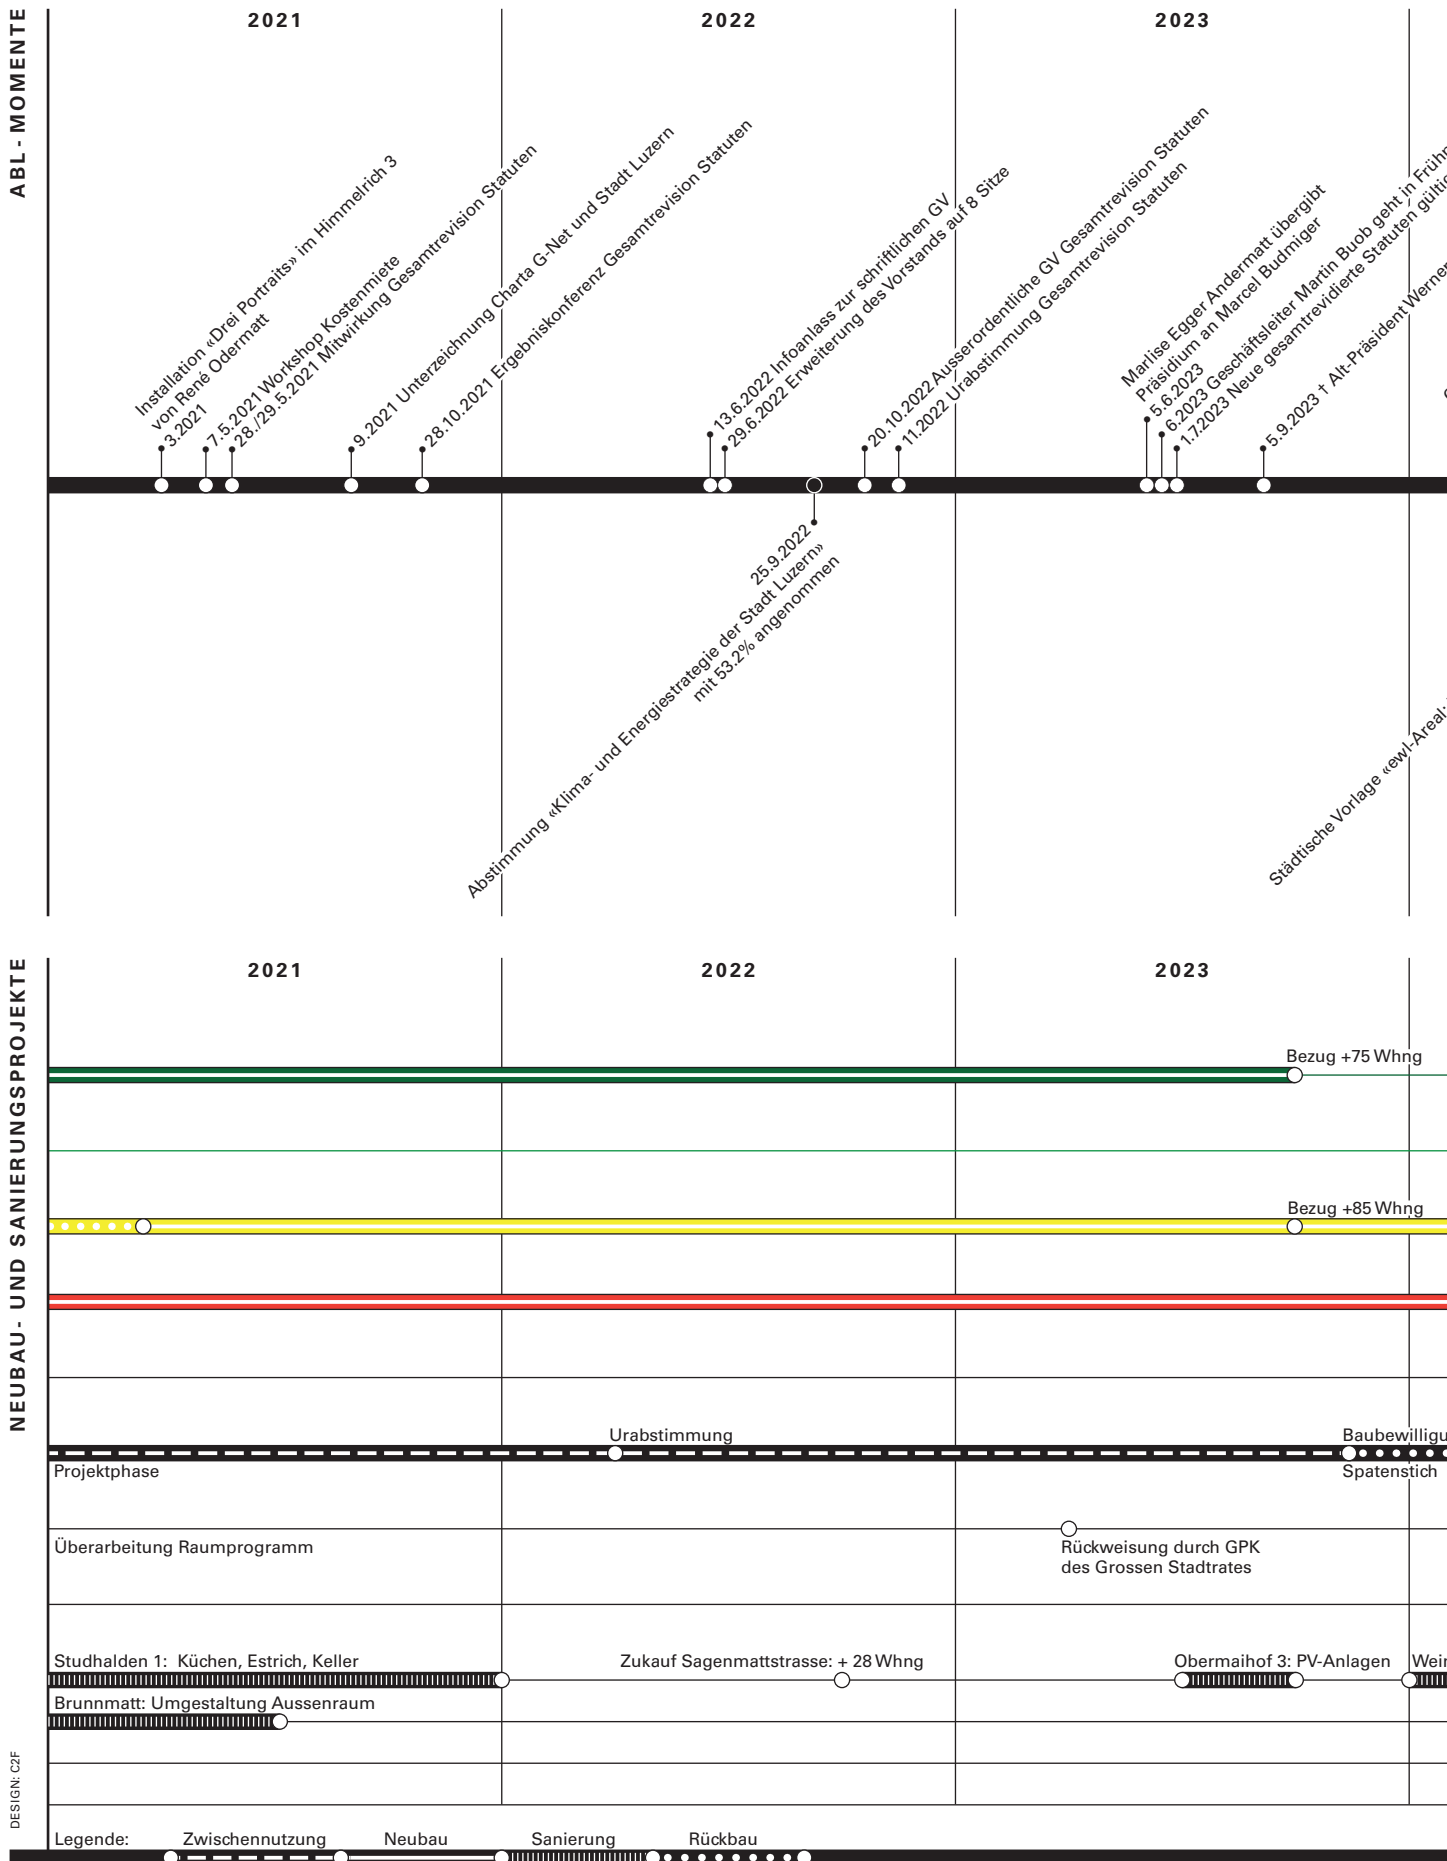 ABL - MOMENTE
2021
2022
2023
Installation «Drei Portraits» im Himmelrich 3
von René Odermatt
3.2021
7.5.2021 Workshop Kostenmiete
28./29.5.2021 Mitwirkung Gesamtrevision Statuten
9.2021 Unterzeichnung Charta G-Net und Stadt Luzern
28.10.2021 Ergebniskonferenz Gesamtrevision Statuten
13.6.2022 Infoanlass zur schriftlichen GV
29.6.2022 Erweiterung des Vorstands auf 8 Sitze
20.10.2022 Ausserordentliche GV Gesamtrevision Statuten
11.2022 Urabstimmung Gesamtrevision Statuten
Marlise Egger Andermatt übergibt
Präsidium an Marcel Budmiger
5.6.2023
6.2023 Geschäftsleiter Martin Buob geht in Frühr
1.7.2023 Neue gesamtrevidierte Statuten gültig
5.9.2023 † Alt-Präsident Werner
25.9.2022
Abstimmung «Klima- und Energiestrategie der Stadt Luzern»
mit 53.2% angenommen
Städtische Vorlage «ewl-Areal:
NEUBAU- UND SANIERUNGSPROJEKTE
2021
2022
2023
Bezug +75 Whng
Bezug +85 Whng
Urabstimmung
Baubewilligu
Projektphase
Spatenstich
Überarbeitung Raumprogramm
Rückweisung durch GPK
des Grossen Stadtrates
Studhalden 1: Küchen, Estrich, Keller
Zukauf Sagenmattstrasse: + 28 Whng
Obermaihof 3: PV-Anlagen
Wein
Brunnmatt: Umgestaltung Aussenraum
DESIGN: C2F
Legende:
Zwischennutzung
Neubau
Sanierung
Rückbau